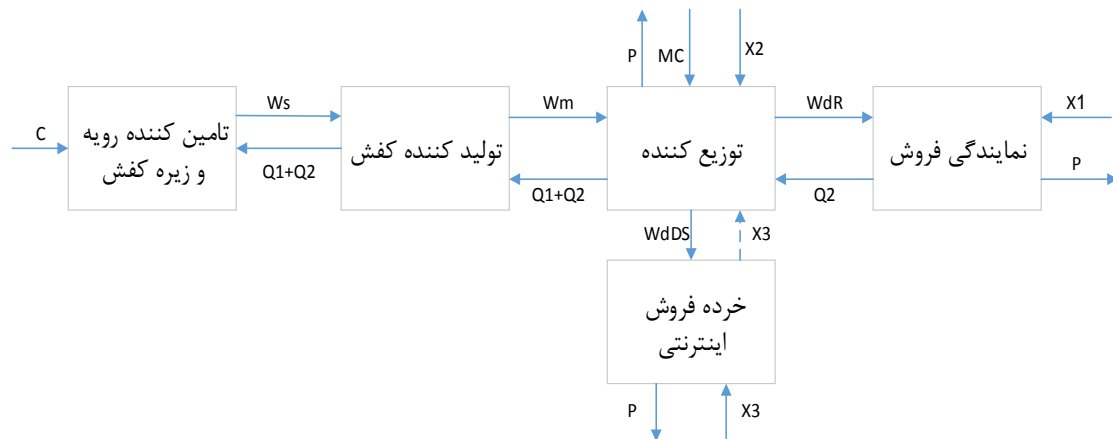 P
MC
X2
Ws
Wm
WdR
X1
C
تامین کننده رویه
و زیره کفش
تولید کننده کفش
توزیع کننده
نمایندگی فروش
Q1+Q2
Q1+Q2
Q2
P
WdDS
X3
خرده فروش
اینترنتی
P
X3